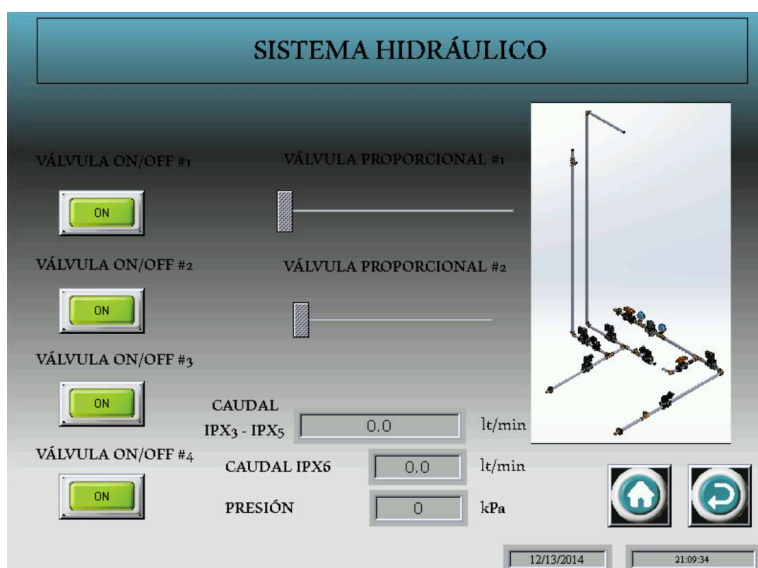 SISTEMA HIDRÁULICO
VÁLVULA ON/OFF #1
VÁLVULA PROPORCIONAL #1
ON
VÁLVULA ON/OFF #2
VÁLVULA PROPORCIONAL #2
ON
VÁLVULA ON/OFF #3
ON
CAUDAL
IPX3 - IPX5 0.0 lt/min
VÁLVULA ON/OFF #4
CAUDAL IPX6 0.0 lt/min
ON
PRESIÓN 0 kPa
12/13/2014 21:09:34